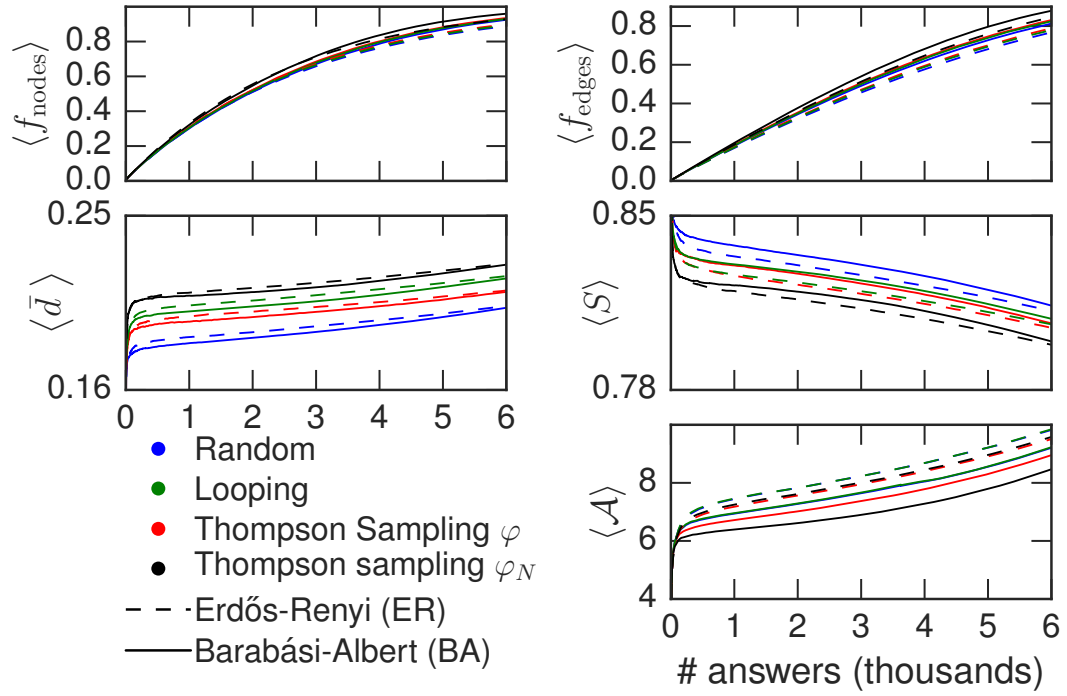 ⟨f_nodes⟩
0.8
0.6
0.4
0.2
0.0
⟨f_edges⟩
0.8
0.6
0.4
0.2
0.0
⟨d̄⟩
0.25
0.16
0 1 2 3 4 5 6
⟨S⟩
0.85
0.78
Random
Looping
Thompson Sampling φ
Thompson sampling φ_N
Erdős-Renyi (ER)
Barabási-Albert (BA)
⟨𝒜⟩
8
6
4
0 1 2 3 4 5 6
# answers (thousands)